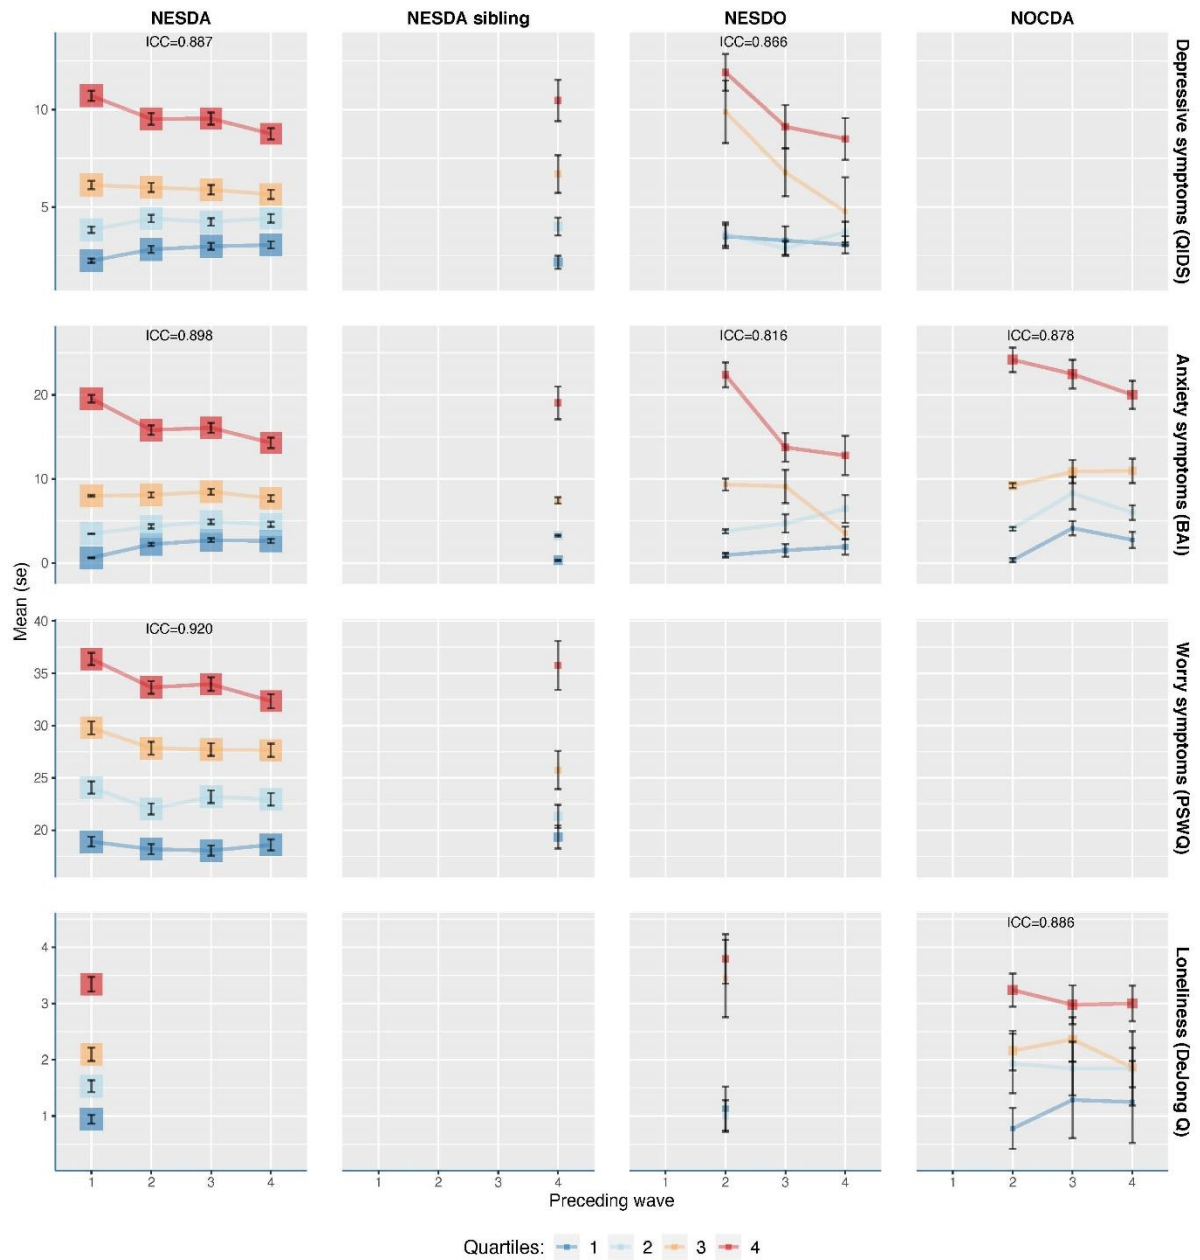 NESDA NESDA sibling NESDO NOCDA
ICC=0.887 ICC=0.866
10
5
Depressive symptoms (QIDS)
ICC=0.898 ICC=0.816 ICC=0.878
20
10
0
Anxiety symptoms (BAI)
Mean (se)
ICC=0.920
40
35
30
25
20
Worry symptoms (PSWQ)
ICC=0.886
4
3
2
1
Loneliness (DeJong Q)
1 2 3 4 1 2 3 4 1 2 3 4 1 2 3 4
Preceding wave
Quartiles: 1 2 3 4